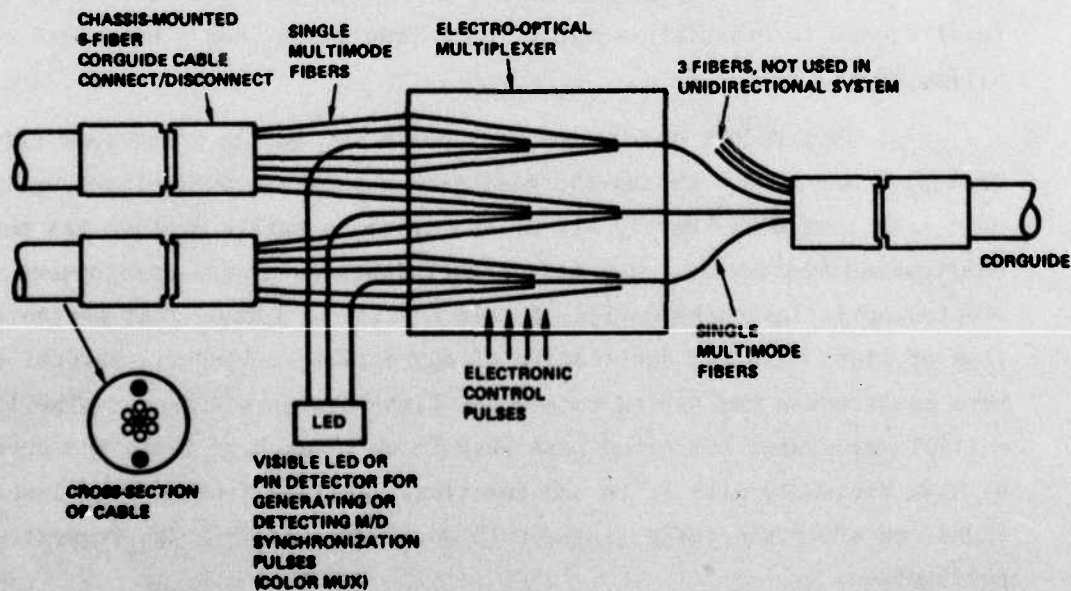 CHASSIS-MOUNTED
6-FIBER
CORGUIDE CABLE
CONNECT/DISCONNECT
SINGLE
MULTIMODE
FIBERS
ELECTRO-OPTICAL
MULTIPLEXER
3 FIBERS, NOT USED IN
UNIDIRECTIONAL SYSTEM
CORGUIDE
SINGLE
MULTIMODE
FIBERS
ELECTRONIC
CONTROL
PULSES
LED
VISIBLE LED OR
PIN DETECTOR FOR
GENERATING OR
DETECTING M/D
SYNCHRONIZATION
PULSES
(COLOR MUX)
CROSS-SECTION
OF CABLE